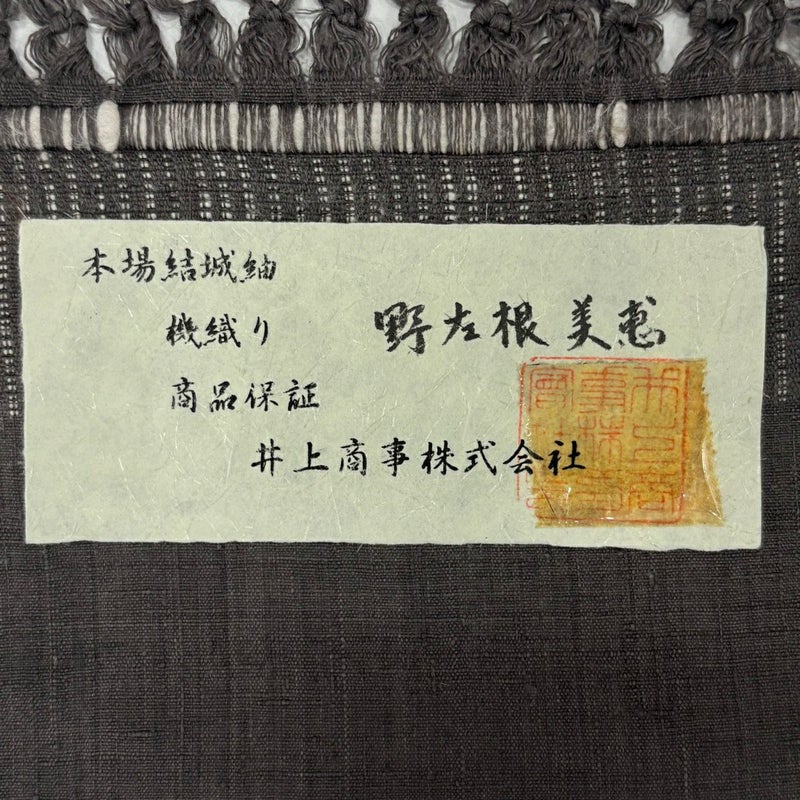 本場結城紬
機織り 野左根美恵
商品保証
井上商事株式会社